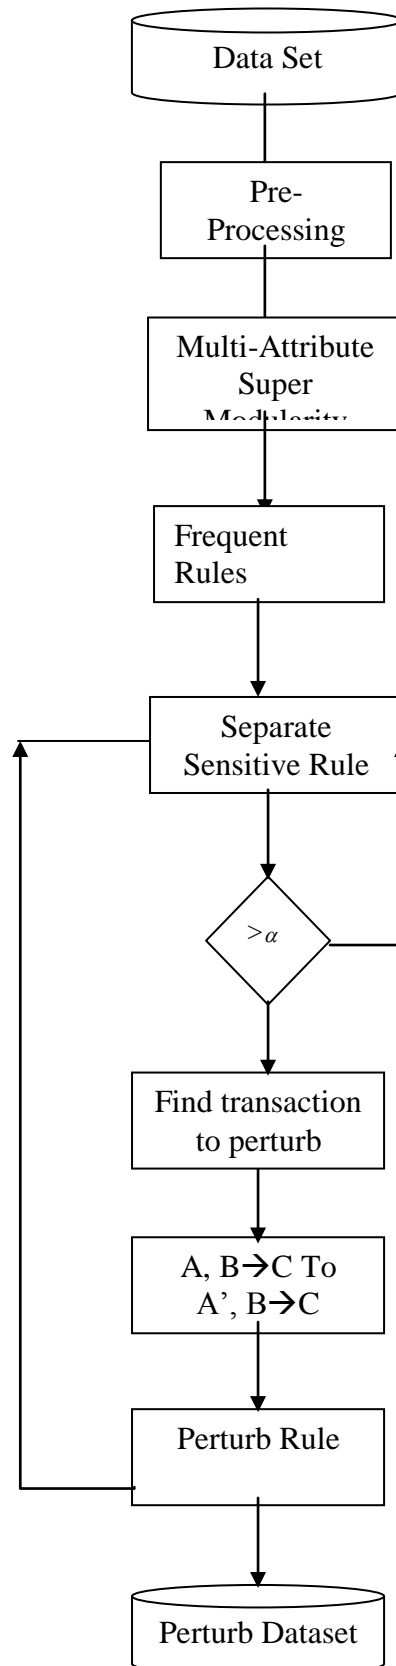 Data Set
Pre-
Processing
Multi-Attribute
Super
Modularity
Frequent
Rules
Separate
Sensitive Rule
>α
Find transaction
to perturb
A, B→C To
A’, B→C
Perturb Rule
Perturb Dataset